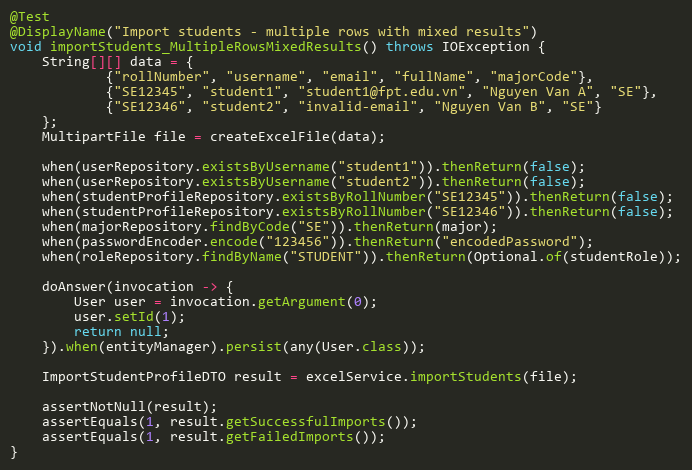 @Test
@DisplayName("Import students - multiple rows with mixed results")
void importStudents_MultipleRowsMixedResults() throws IOException {
    String[][] data = {
            {"rollNumber", "username", "email", "fullName", "majorCode"},
            {"SE12345", "student1", "student1@fpt.edu.vn", "Nguyen Van A", "SE"},
            {"SE12346", "student2", "invalid-email", "Nguyen Van B", "SE"}
    };
    MultipartFile file = createExcelFile(data);

    when(userRepository.existsByUsername("student1")).thenReturn(false);
    when(userRepository.existsByUsername("student2")).thenReturn(false);
    when(studentProfileRepository.existsByRollNumber("SE12345")).thenReturn(false);
    when(studentProfileRepository.existsByRollNumber("SE12346")).thenReturn(false);
    when(majorRepository.findByCode("SE")).thenReturn(major);
    when(passwordEncoder.encode("123456")).thenReturn("encodedPassword");
    when(roleRepository.findByName("STUDENT")).thenReturn(Optional.of(studentRole));

    doAnswer(invocation -> {
        User user = invocation.getArgument(0);
        user.setId(1);
        return null;
    }).when(entityManager).persist(any(User.class));

    ImportStudentProfileDTO result = excelService.importStudents(file);

    assertNotNull(result);
    assertEquals(1, result.getSuccessfulImports());
    assertEquals(1, result.getFailedImports());
}